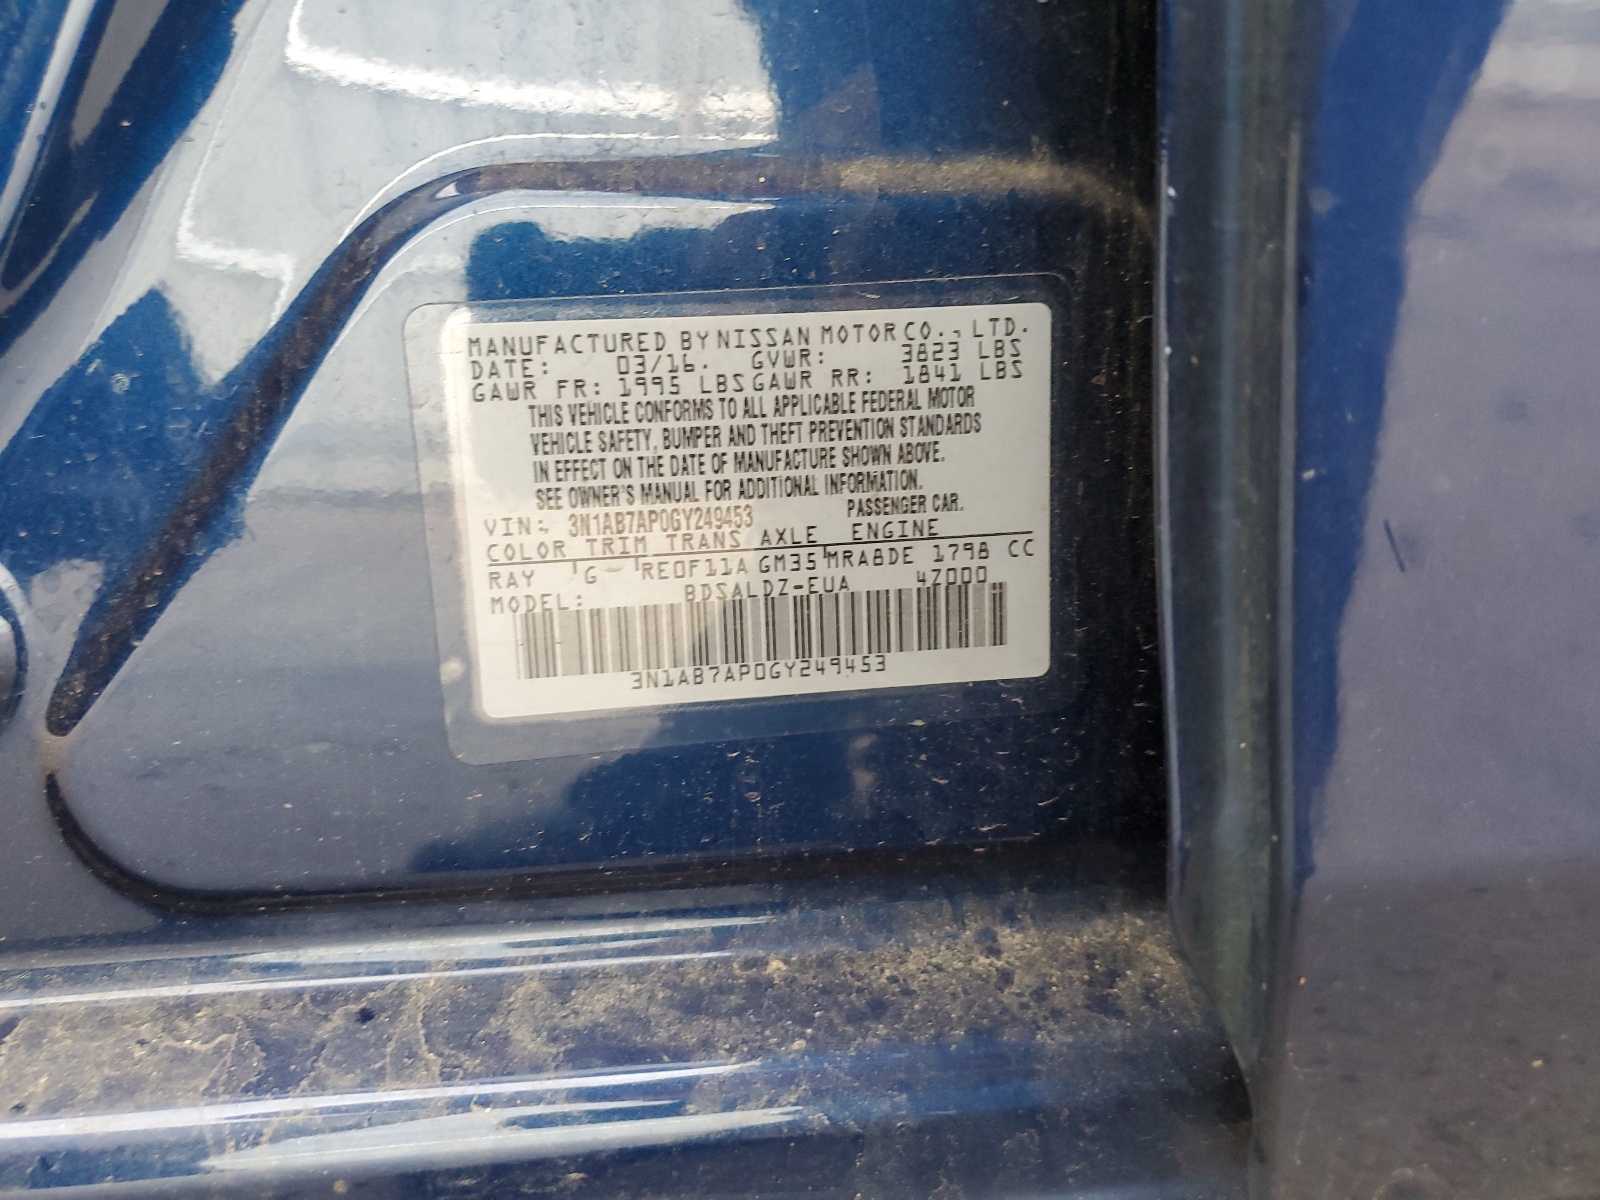 MANUFACTURED BY NISSAN MOTOR CO., LTD.
DATE: 03/16. GVWR: 3823 LBS
GAWR FR: 1995 LBS GAWR RR: 1841 LBS
THIS VEHICLE CONFORMS TO ALL APPLICABLE FEDERAL MOTOR
VEHICLE SAFETY, BUMPER AND THEFT PREVENTION STANDARDS
IN EFFECT ON THE DATE OF MANUFACTURE SHOWN ABOVE.
SEE OWNER'S MANUAL FOR ADDITIONAL INFORMATION.
VIN: 3N1AB7AP0GY249453 PASSENGER CAR.
COLOR TRIM TRANS AXLE ENGINE
RAY G RE0F11A GM35 MRA8DE 1798 CC
MODEL: BDSALDZ-EUA 4Z000
3N1AB7AP0GY249453